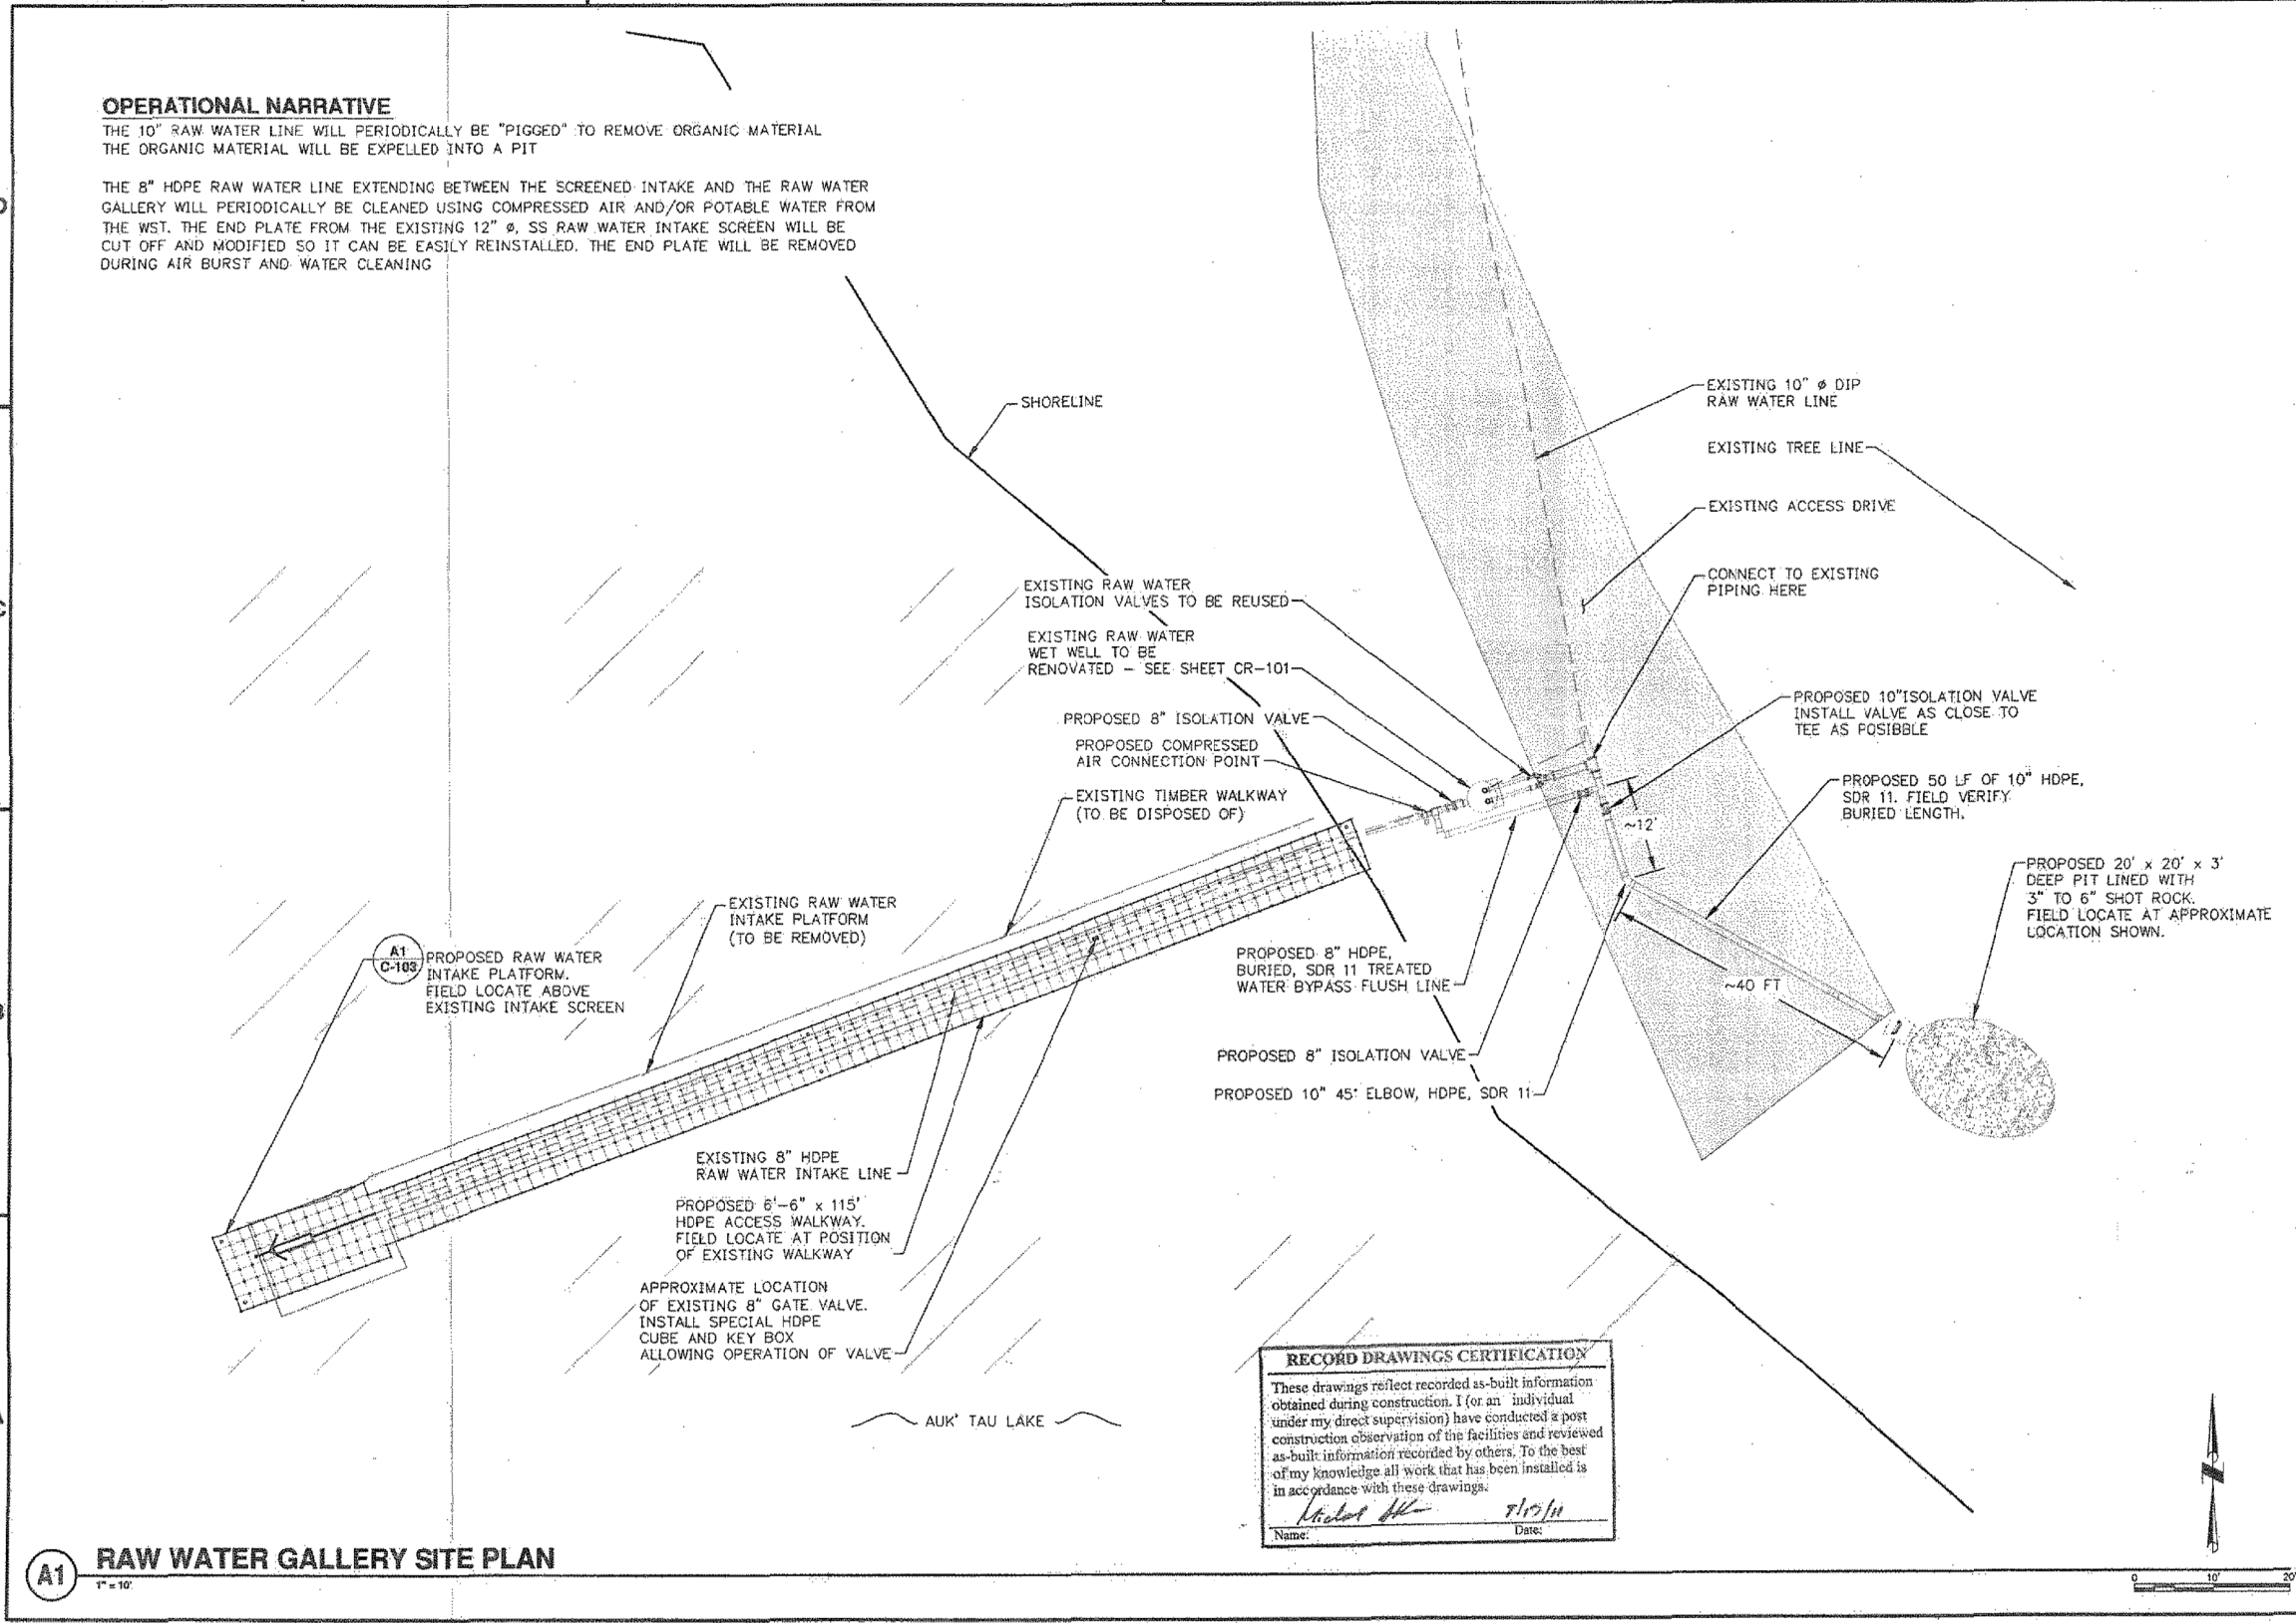 OPERATIONAL NARRATIVE
THE 10" RAW WATER LINE WILL PERIODICALLY BE "PIGGED" TO REMOVE ORGANIC MATERIAL
THE ORGANIC MATERIAL WILL BE EXPELLED INTO A PIT
THE 8" HDPE RAW WATER LINE EXTENDING BETWEEN THE SCREENED INTAKE AND THE RAW WATER
GALLERY WILL PERIODICALLY BE CLEANED USING COMPRESSED AIR AND/OR POTABLE WATER FROM
THE WST. THE END PLATE FROM THE EXISTING 12" ø, SS RAW WATER INTAKE SCREEN WILL BE
CUT OFF AND MODIFIED SO IT CAN BE EASILY REINSTALLED. THE END PLATE WILL BE REMOVED
DURING AIR BURST AND WATER CLEANING
SHORELINE
EXISTING 10" ø DIP
RAW WATER LINE
EXISTING TREE LINE
EXISTING ACCESS DRIVE
CONNECT TO EXISTING
PIPING HERE
EXISTING RAW WATER
ISOLATION VALVES TO BE REUSED
EXISTING RAW WATER
WET WELL TO BE
RENOVATED - SEE SHEET CR-101
PROPOSED 8" ISOLATION VALVE
PROPOSED COMPRESSED
AIR CONNECTION POINT
EXISTING TIMBER WALKWAY
(TO BE DISPOSED OF)
PROPOSED 10"ISOLATION VALVE
INSTALL VALVE AS CLOSE TO
TEE AS POSIBBLE
PROPOSED 50 LF OF 10" HDPE,
SDR 11. FIELD VERIFY
BURIED LENGTH.
~12'
PROPOSED 20' x 20' x 3'
DEEP PIT LINED WITH
3" TO 6" SHOT ROCK.
FIELD LOCATE AT APPROXIMATE
LOCATION SHOWN.
EXISTING RAW WATER
INTAKE PLATFORM
(TO BE REMOVED)
A1
C-103
PROPOSED RAW WATER
INTAKE PLATFORM.
FIELD LOCATE ABOVE
EXISTING INTAKE SCREEN
PROPOSED 8" HDPE,
BURIED, SDR 11 TREATED
WATER BYPASS FLUSH LINE
~40 FT
PROPOSED 8" ISOLATION VALVE
PROPOSED 10" 45° ELBOW, HDPE, SDR 11
EXISTING 8" HDPE
RAW WATER INTAKE LINE
PROPOSED 6'-6" x 115'
HDPE ACCESS WALKWAY.
FIELD LOCATE AT POSITION
OF EXISTING WALKWAY
APPROXIMATE LOCATION
OF EXISTING 8" GATE VALVE.
INSTALL SPECIAL HDPE
CUBE AND KEY BOX
ALLOWING OPERATION OF VALVE
AUK' TAU LAKE
RECORD DRAWINGS CERTIFICATION
These drawings reflect recorded as-built information
obtained during construction. I (or an individual
under my direct supervision) have conducted a post
construction observation of the facilities and reviewed
as-built information recorded by others. To the best
of my knowledge all work that has been installed is
in accordance with these drawings.
Name:
Date:
A1
RAW WATER GALLERY SITE PLAN
1" = 10'
0 10' 20'